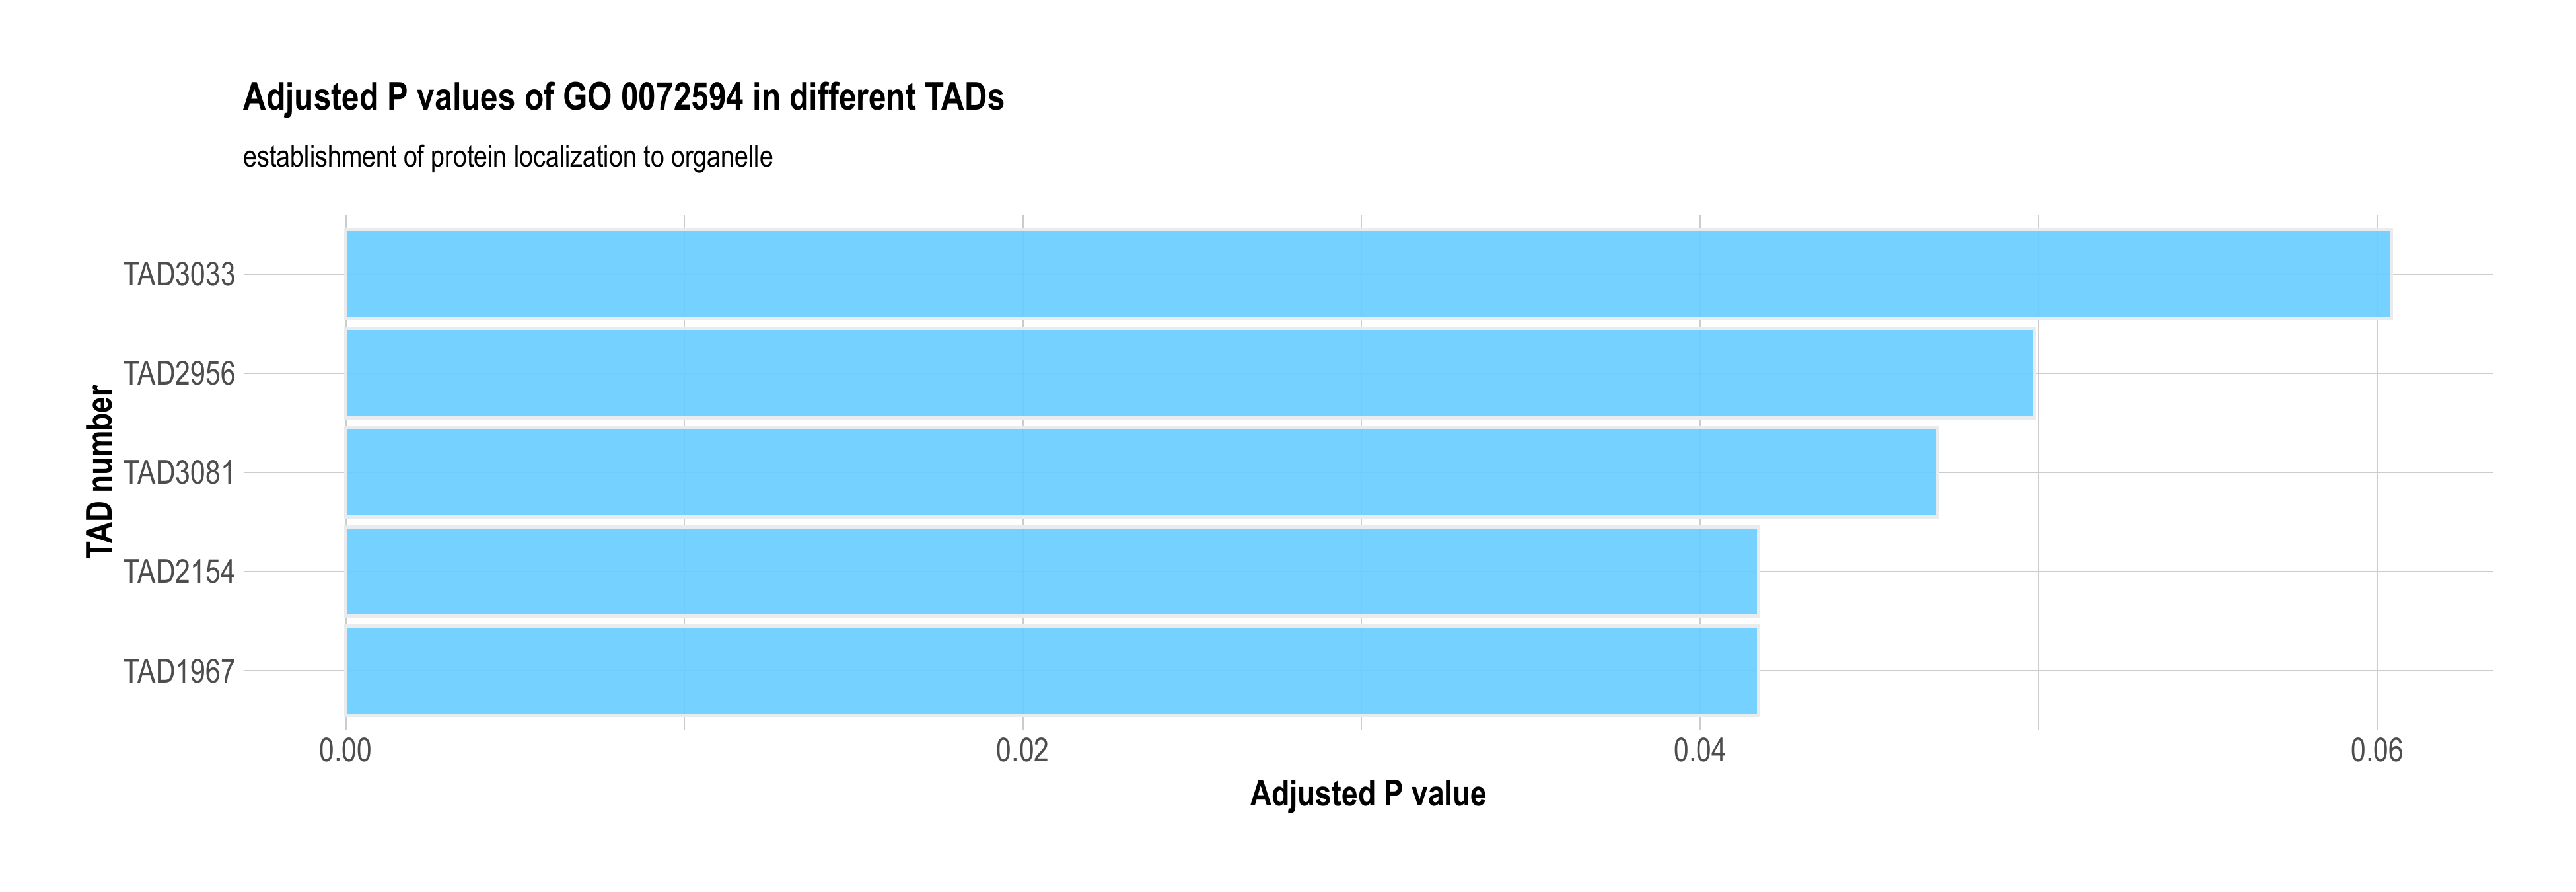 Adjusted P values of GO 0072594 in different TADs
establishment of protein localization to organelle
TAD number
TAD3033
TAD2956
TAD3081
TAD2154
TAD1967
0.00 0.02 0.04 0.06
Adjusted P value